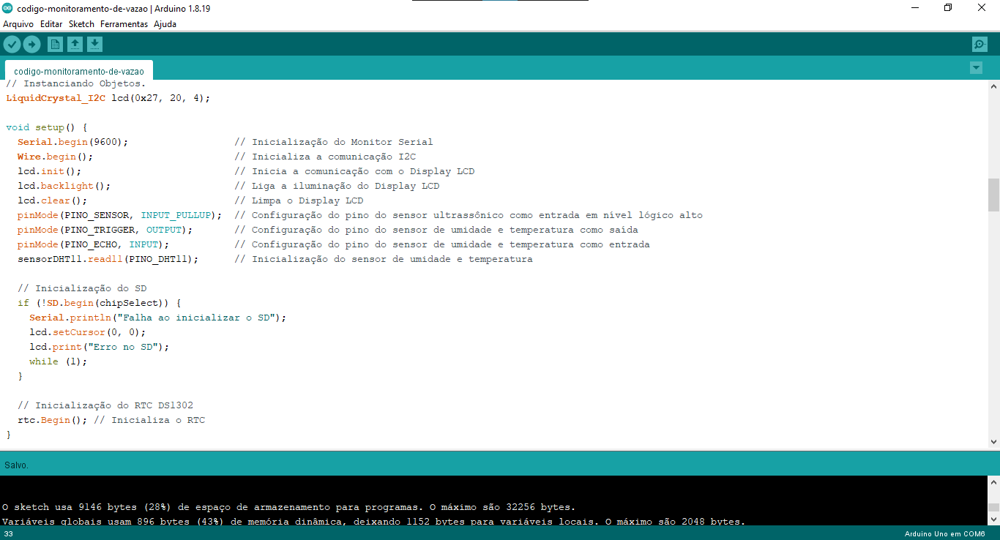 codigo-monitoramento-de-vazao | Arduino 1.8.19
Arquivo Editar Sketch Ferramentas Ajuda
codigo-monitoramento-de-vazao
// Instanciando Objetos.
LiquidCrystal_I2C lcd(0x27, 20, 4);
void setup() {
Serial.begin(9600); // Inicialização do Monitor Serial
Wire.begin(); // Inicializa a comunicação I2C
lcd.init(); // Inicia a comunicação com o Display LCD
lcd.backlight(); // Liga a iluminação do Display LCD
lcd.clear(); // Limpa o Display LCD
pinMode(PINO_SENSOR, INPUT_PULLUP); // Configuração do pino do sensor ultrassônico como entrada em nível lógico alto
pinMode(PINO_TRIGGER, OUTPUT); // Configuração do pino do sensor de umidade e temperatura como saída
pinMode(PINO_ECHO, INPUT); // Configuração do pino do sensor de umidade e temperatura como entrada
sensorDHT11.read11(PINO_DHT11); // Inicialização do sensor de umidade e temperatura
// Inicialização do SD
if (!SD.begin(chipSelect)) {
Serial.println("Falha ao inicializar o SD");
lcd.setCursor(0, 0);
lcd.print("Erro no SD");
while (1);
}
// Inicialização do RTC DS1302
rtc.Begin(); // Inicializa o RTC
}
Salvo.
O sketch usa 9146 bytes (28%) de espaço de armazenamento para programas. O máximo são 32256 bytes.
Variáveis globais usam 896 bytes (43%) de memória dinâmica, deixando 1152 bytes para variáveis locais. O máximo são 2048 bytes.
33
Arduino Uno em COM6